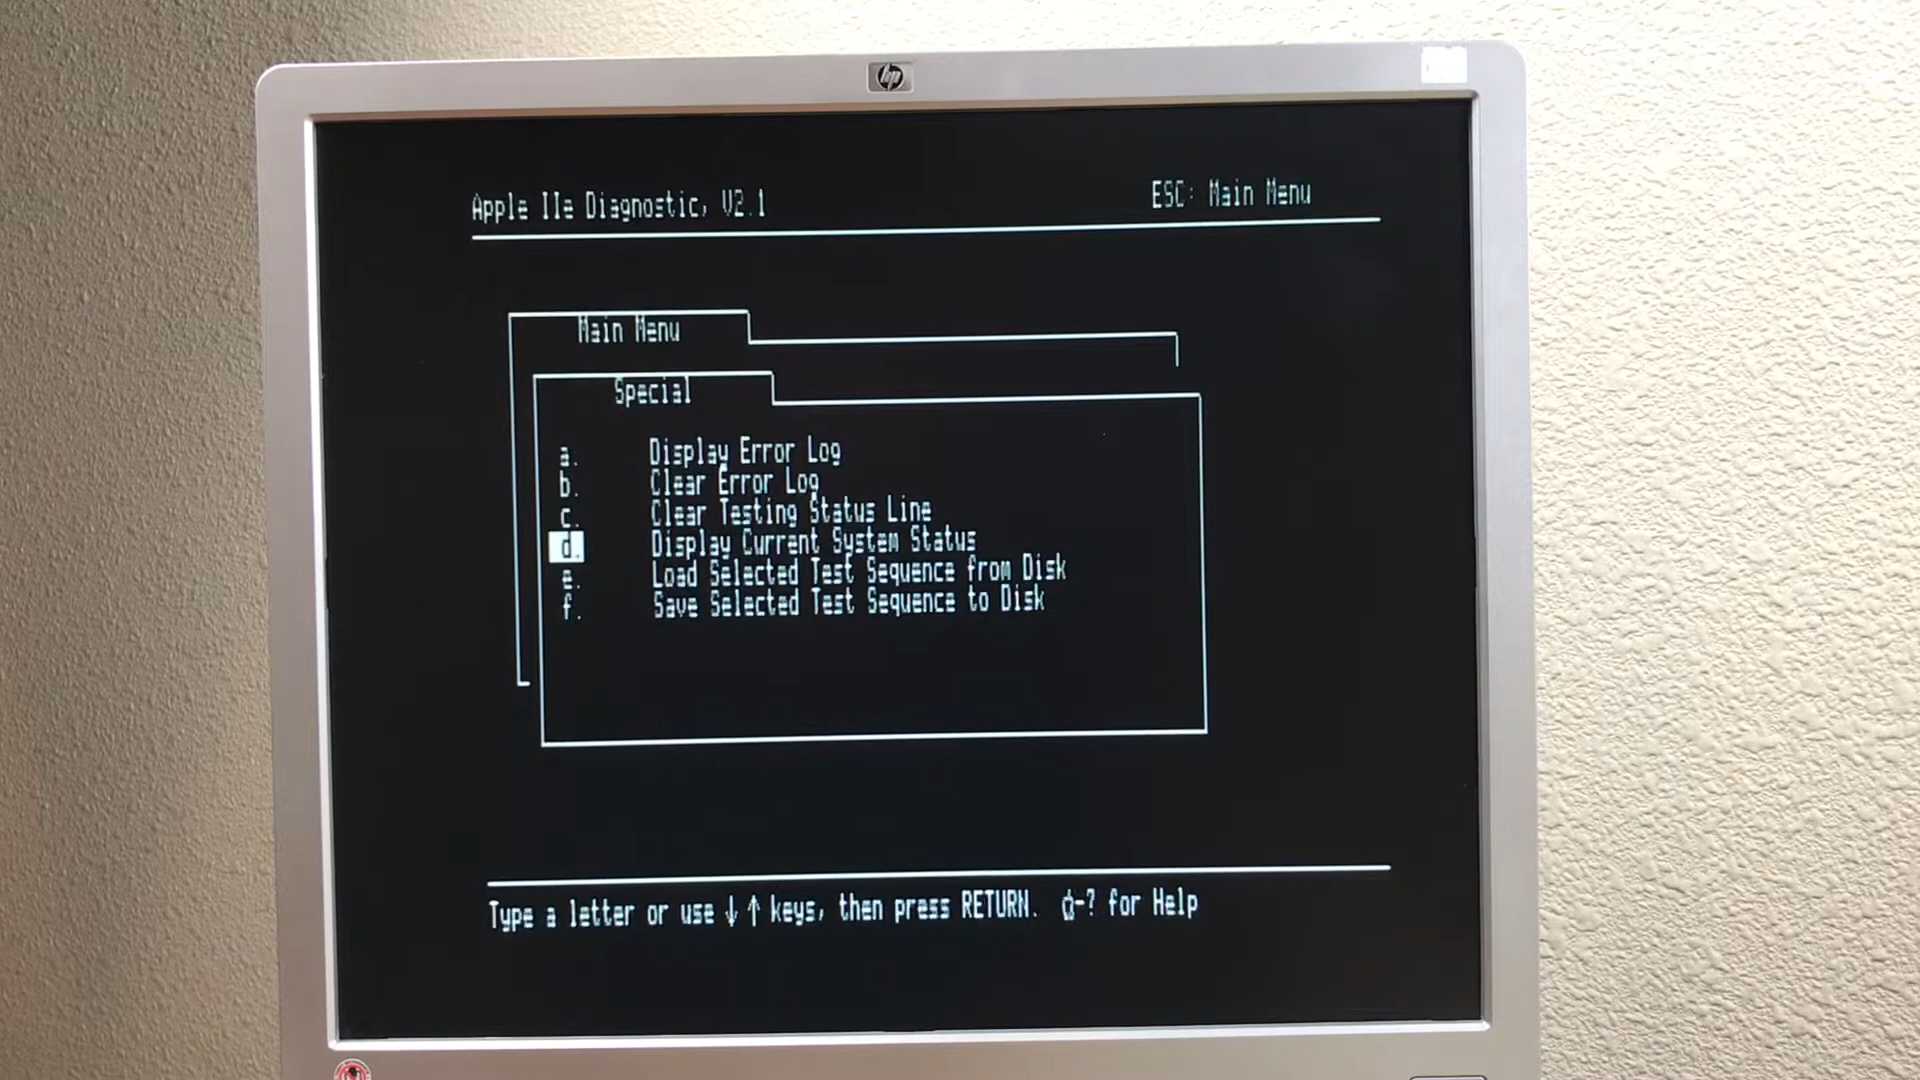 hp
Apple IIe Diagnostic, V2.1
ESC: Main Menu
Main Menu
Special
a. Display Error Log
b. Clear Error Log
c. Clear Testing Status Line
d. Display Current System Status
e. Load Selected Test Sequence from Disk
f. Save Selected Test Sequence to Disk
Type a letter or use ↓ ↑ keys, then press RETURN. -? for Help